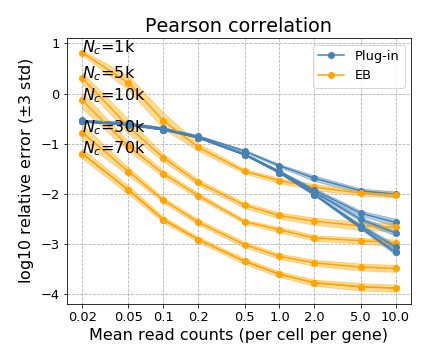 Pearson correlation
log10 relative error (±3 std)
1
0
−1
−2
−3
−4
N_c=1k
N_c=5k
N_c=10k
N_c=30k
N_c=70k
Plug-in
EB
0.02 0.05 0.1 0.2 0.5 1.0 2.0 5.0 10.0
Mean read counts (per cell per gene)